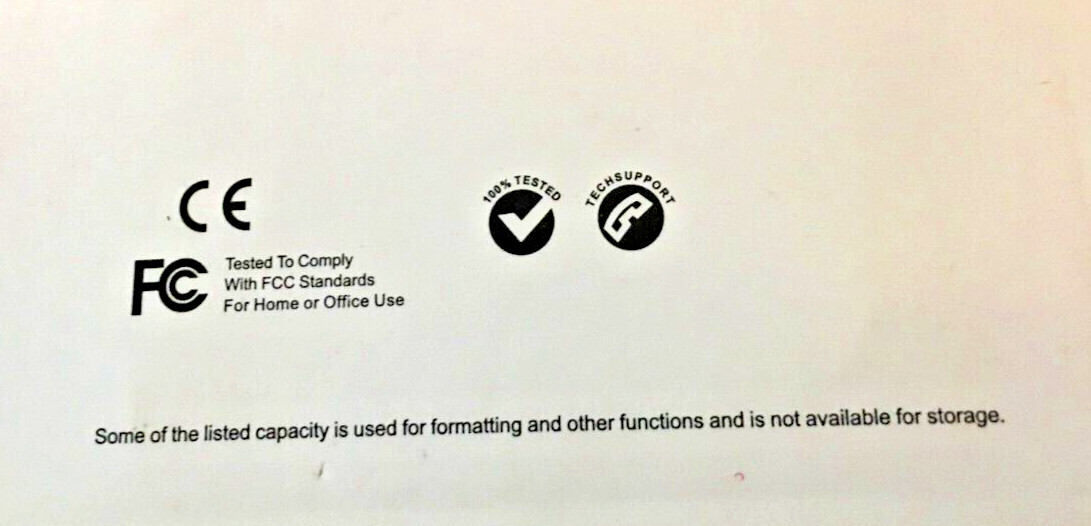 CE
100% TESTED
TECHSUPPORT
FC
Tested To Comply
With FCC Standards
For Home or Office Use
Some of the listed capacity is used for formatting and other functions and is not available for storage.